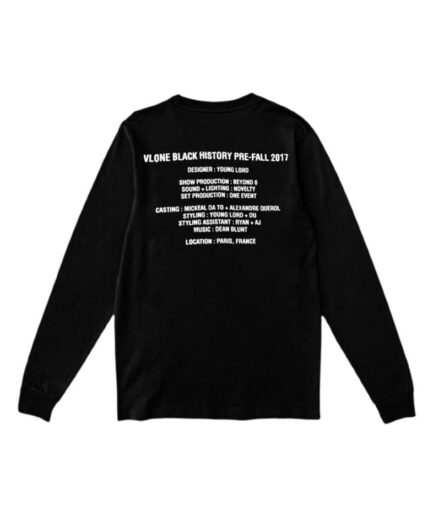 VLONE BLACK HISTORY PRE-FALL 2017
DESIGNER : YOUNG LORD
SHOW PRODUCTION : BEYOND 8
SOUND + LIGHTING : NOVELTY
SET PRODUCTION : ONE EVENT
CASTING : MICKEAL DA TO + ALEXANDRE QUEROL
STYLING : YOUNG LORD + OU
STYLING ASSISTANT : RYAN + AJ
MUSIC : DEAN BLUNT
LOCATION : PARIS, FRANCE